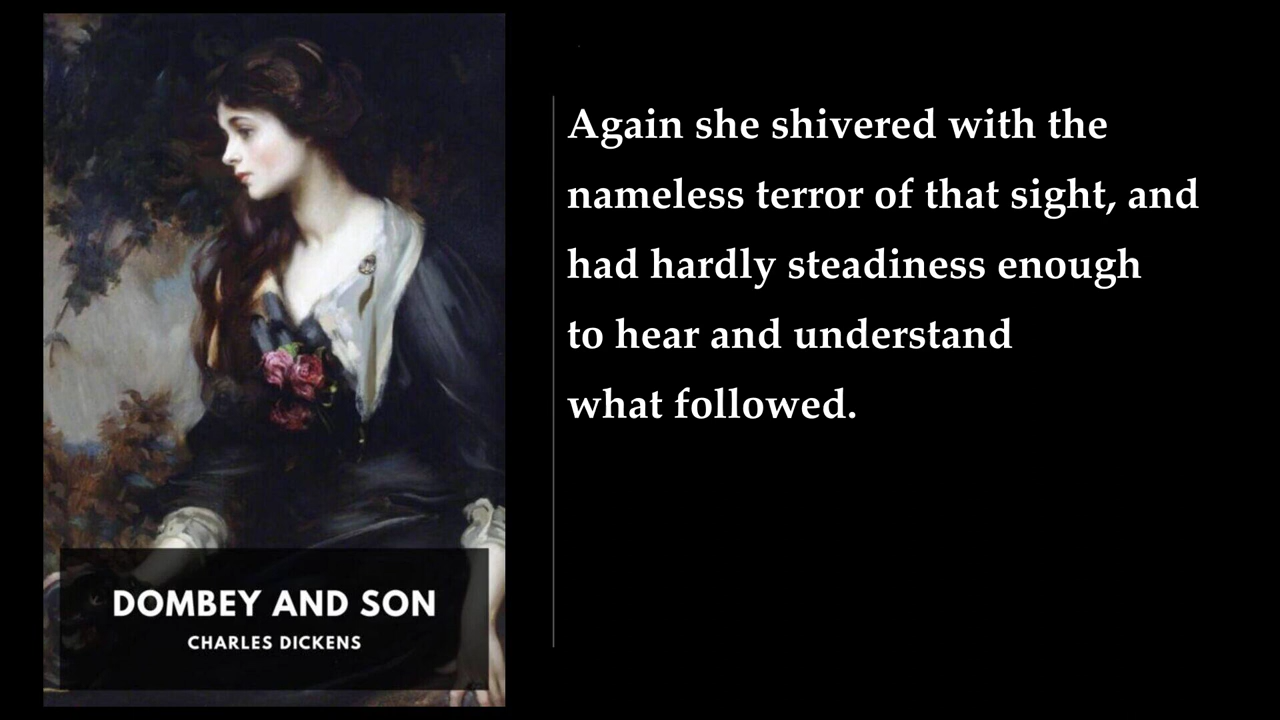 DOMBEY AND SON
CHARLES DICKENS
Again she shivered with the
nameless terror of that sight, and
had hardly steadiness enough
to hear and understand
what followed.